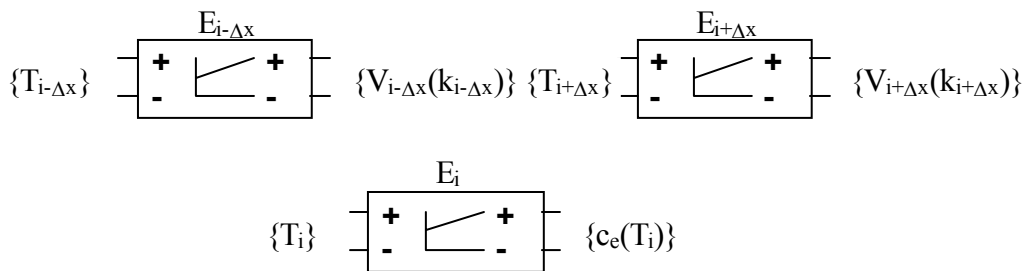 E_{i-Δx} E_{i+Δx}
+ + + +
{T_{i-Δx}} {V_{i-Δx}(k_{i-Δx})} {T_{i+Δx}} {V_{i+Δx}(k_{i+Δx})}
- - - -
E_i
+ +
{T_i} {c_e(T_i)}
- -